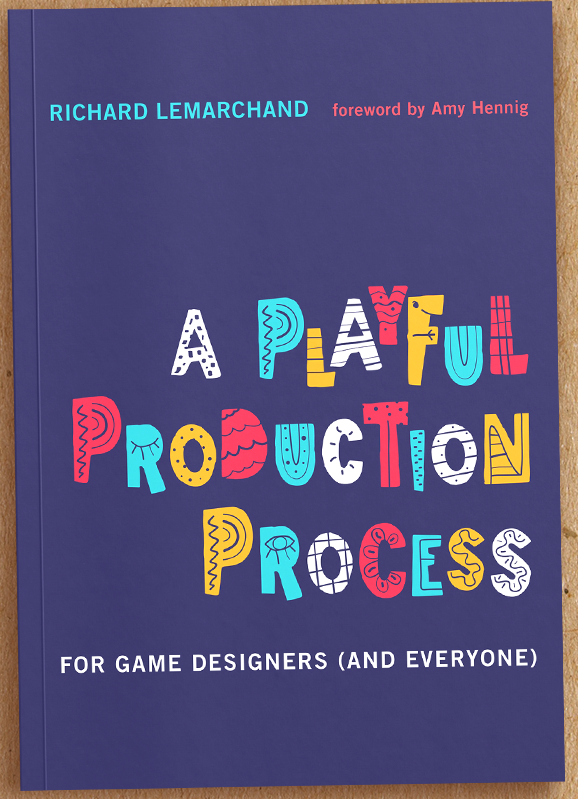 RICHARD LEMARCHAND foreword by Amy Hennig
A PLAYFUL
PRODUCTION
PROCESS
FOR GAME DESIGNERS (AND EVERYONE)